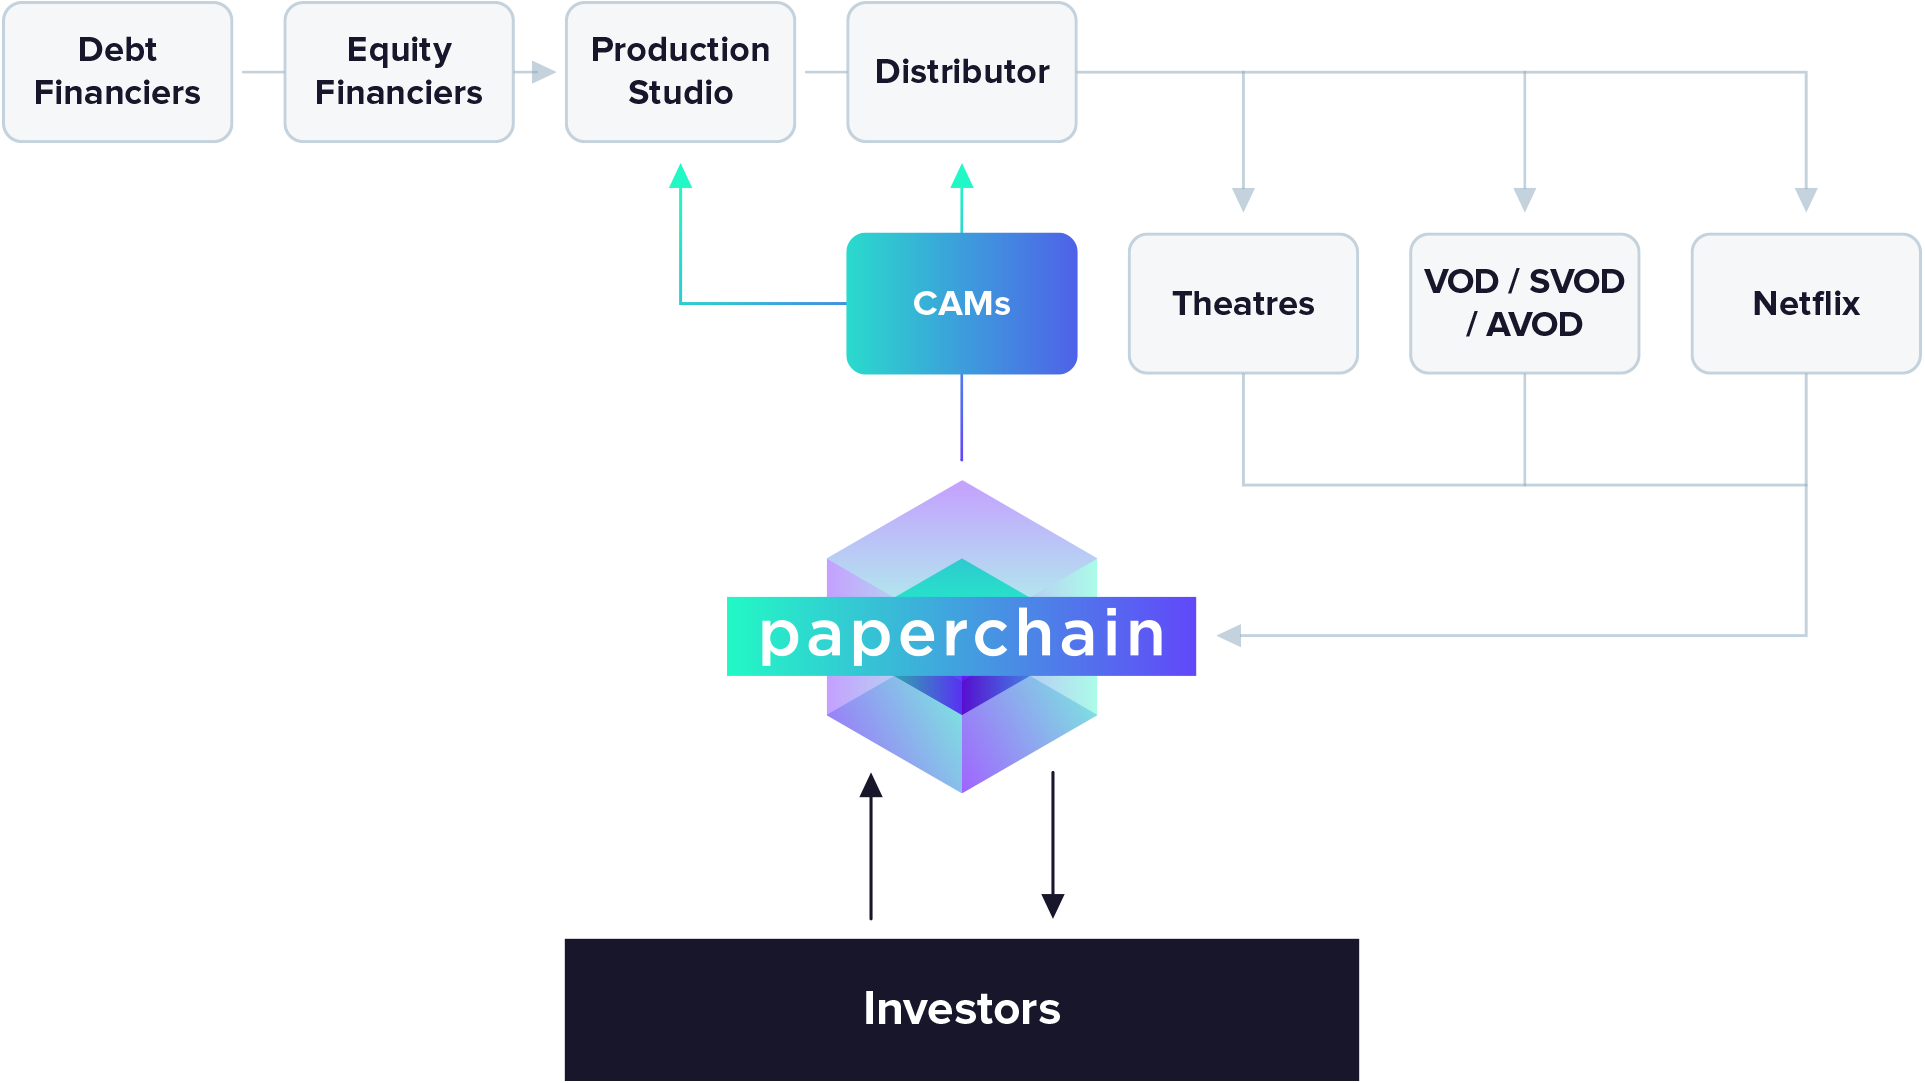 Debt
Financiers
Equity
Financiers
Production
Studio
Distributor
CAMs
Theatres
VOD / SVOD
/ AVOD
Netflix
paperchain
Investors